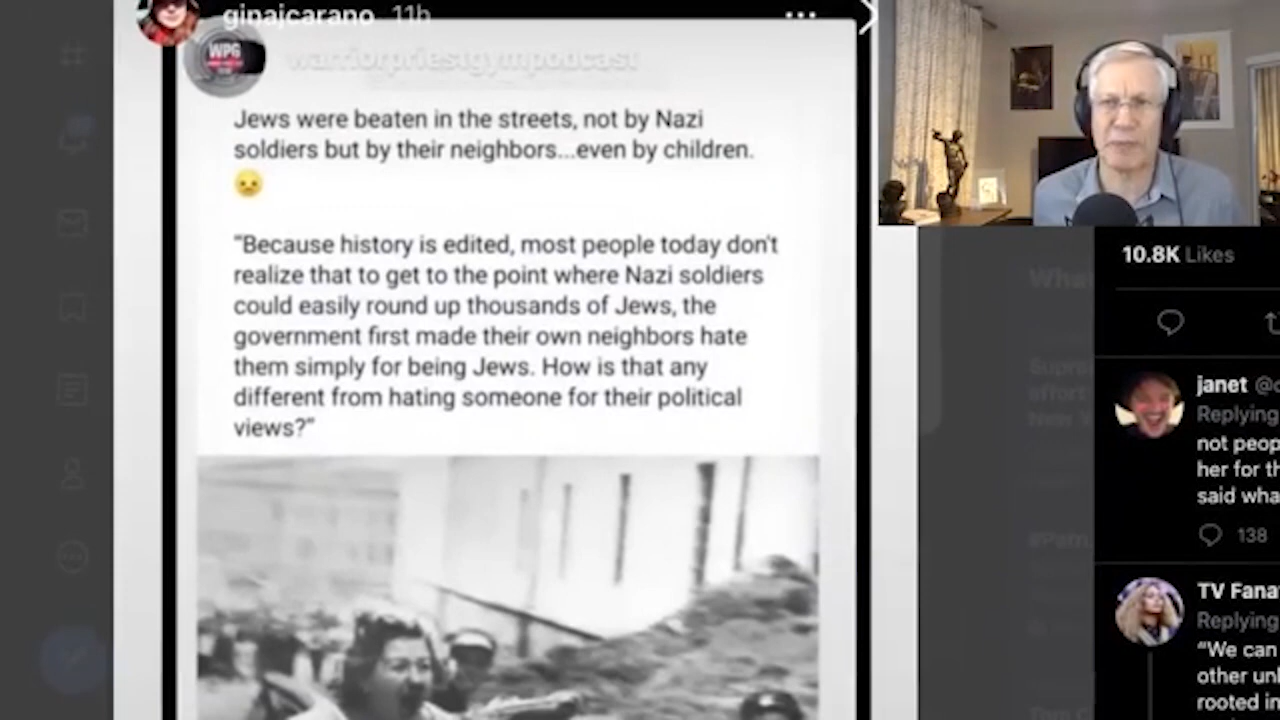 ginajcarano 11h
WPG
warriorpriestgympodcast
Jews were beaten in the streets, not by Nazi
soldiers but by their neighbors...even by children.
“Because history is edited, most people today don't
realize that to get to the point where Nazi soldiers
could easily round up thousands of Jews, the
government first made their own neighbors hate
them simply for being Jews. How is that any
different from hating someone for their political
views?”
10.8K Likes
janet
Replying
not peop
her for th
said wha
138
TV Fana
Replying
“We can
other unl
rooted in